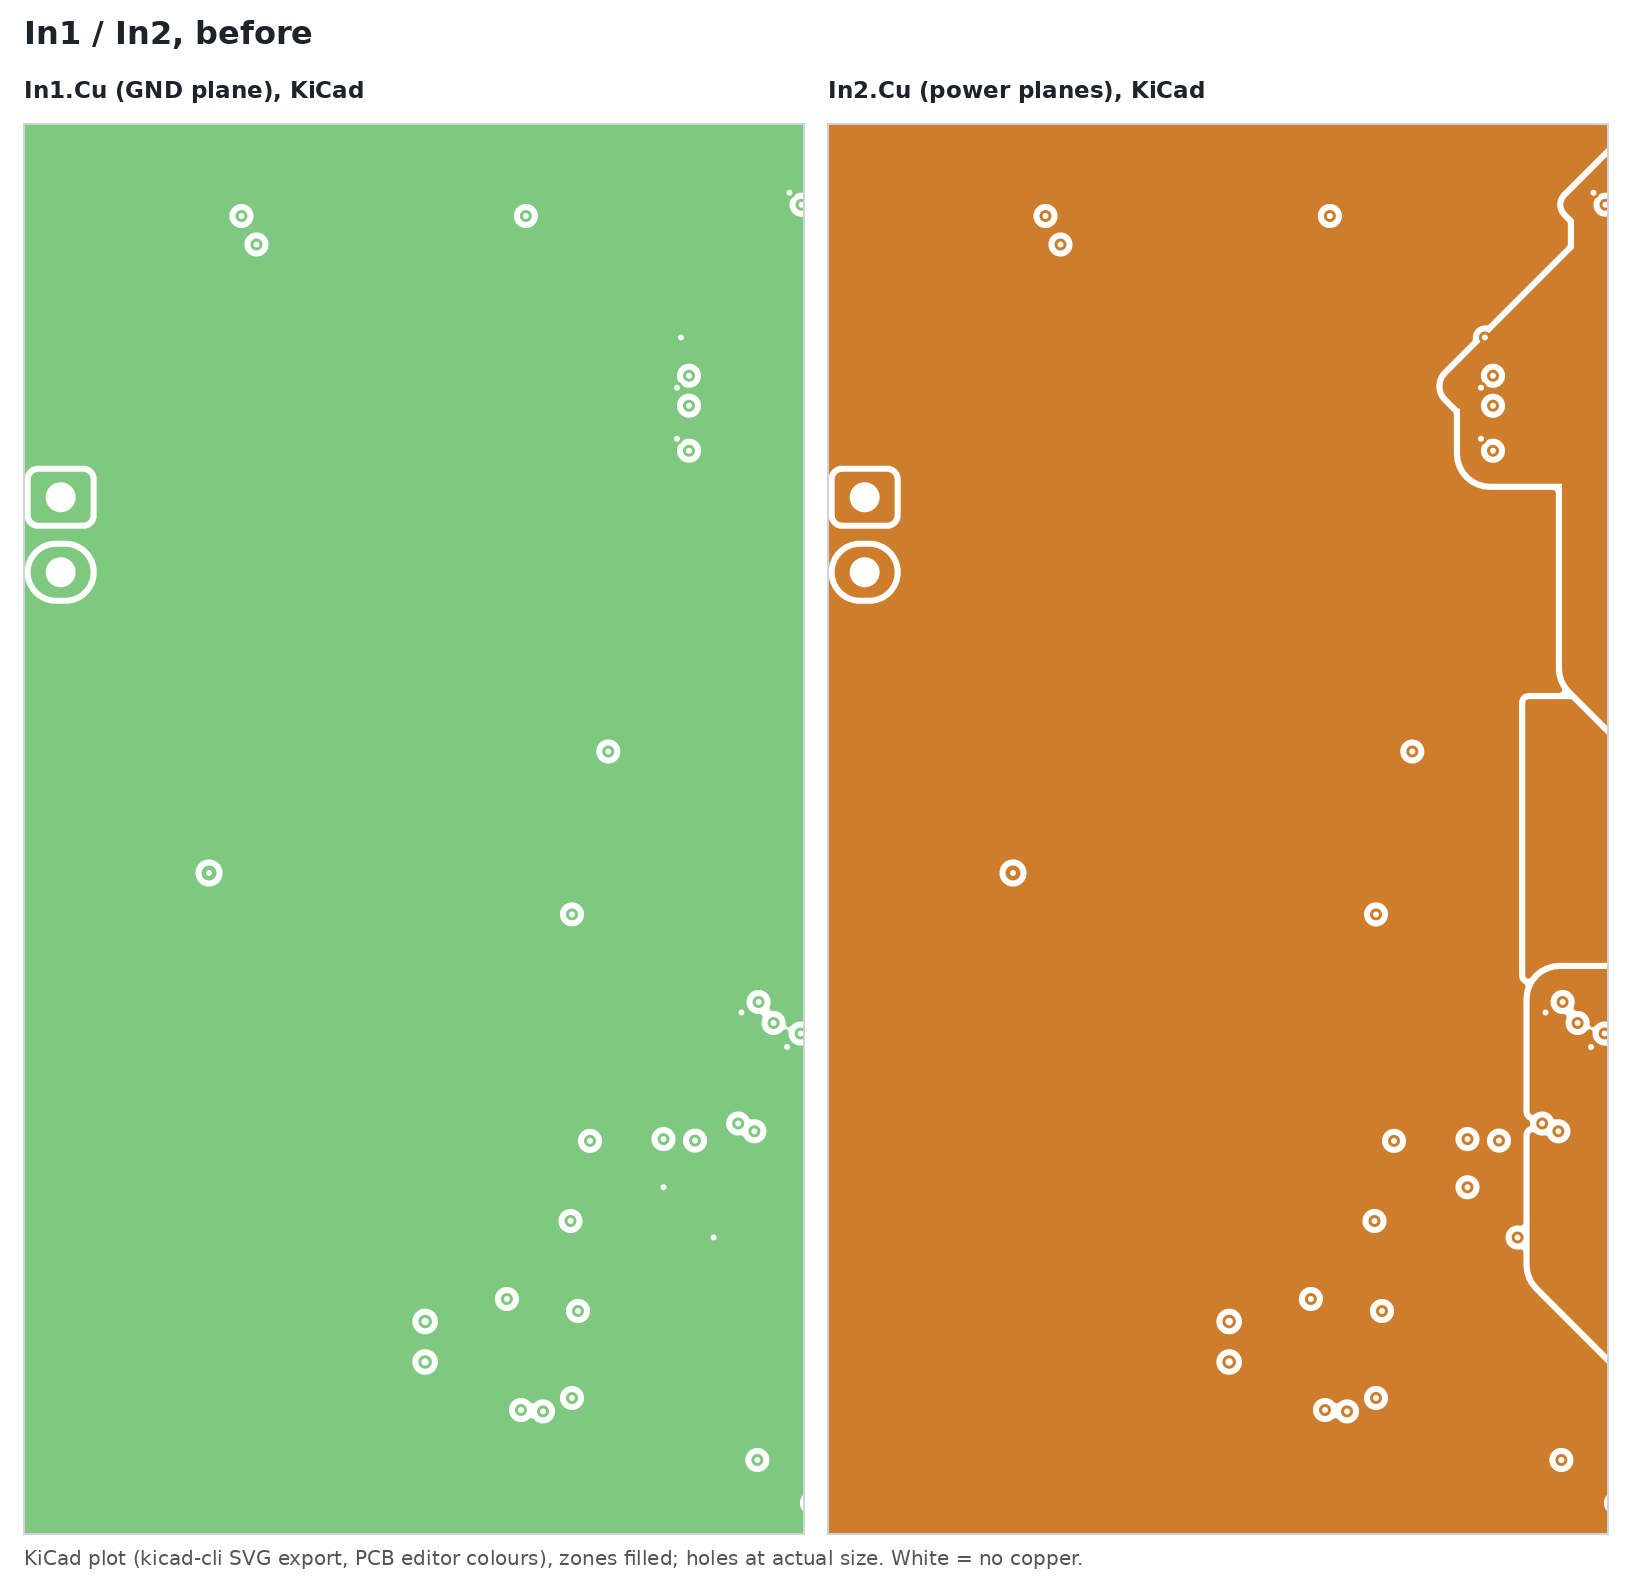 In1 / In2, before
In1.Cu (GND plane), KiCad
In2.Cu (power planes), KiCad
KiCad plot (kicad-cli SVG export, PCB editor colours), zones filled; holes at actual size. White = no copper.